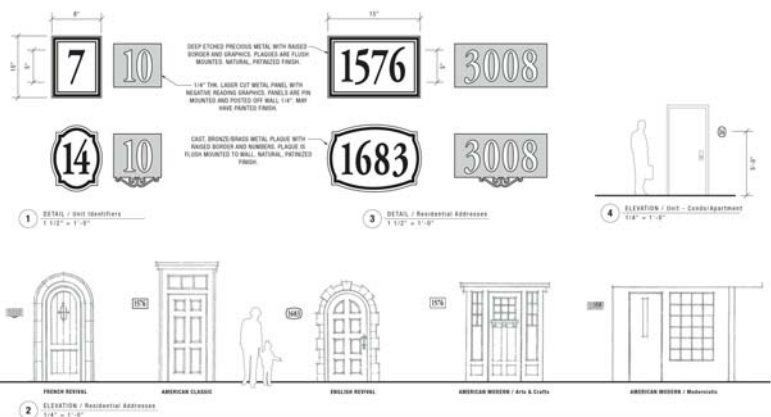 8"
15"
10"
5"
7
10
DEEP ETCHED PRECIOUS METAL WITH RAISED
BORDER AND GRAPHICS. PLAQUES ARE FLUSH
MOUNTED. NATURAL, PATINIZED FINISH.
1576
5"
3008
1/4" THK. LASER CUT METAL PANEL WITH
NEGATIVE READING GRAPHICS. PANELS ARE PIN
MOUNTED AND POSTED OFF WALL 1/4". MAY
HAVE PAINTED FINISH.
14
10
CAST, BRONZE/BRASS METAL PLAQUE WITH
RAISED BORDER AND NUMBERS. PLAQUE IS
FLUSH MOUNTED TO WALL. NATURAL, PATINIZED
FINISH.
1683
3008
1 DETAIL / Unit Identifiers
1 1/2" = 1'-0"
3 DETAIL / Residential Addresses
1 1/2" = 1'-0"
5'-0"
4 ELEVATION / Unit - Condo/Apartment
1/4" = 1'-0"
1576
1683
1576
FRENCH REVIVAL
AMERICAN CLASSIC
ENGLISH REVIVAL
AMERICAN MODERN / Arts & Crafts
AMERICAN MODERN / Modernistic
2 ELEVATION / Residential Addresses
1/4" = 1'-0"